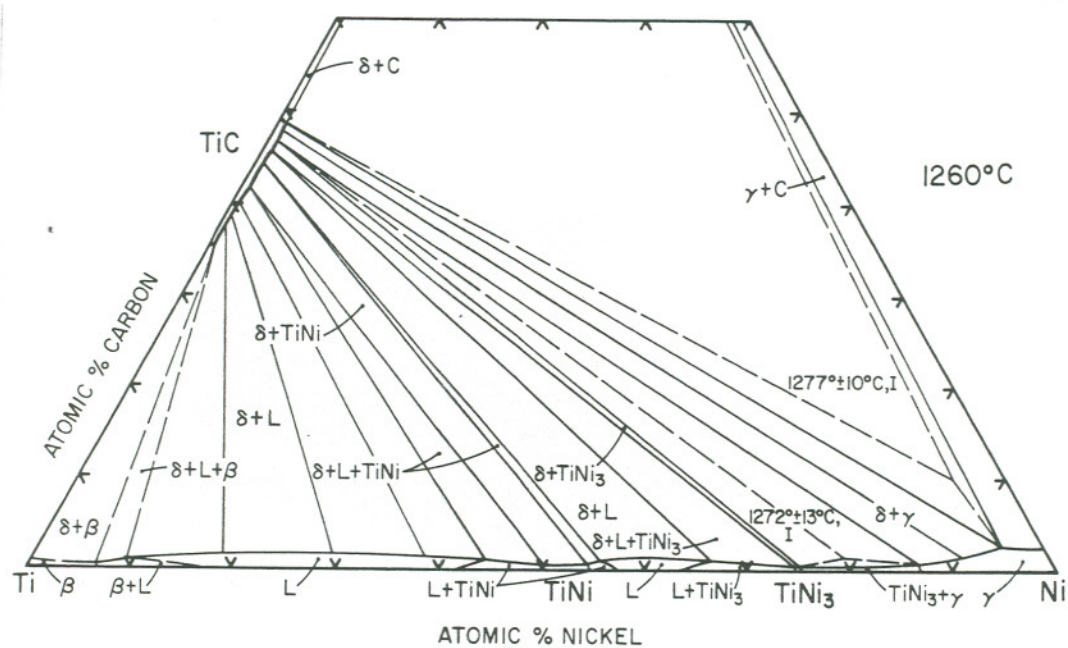 δ+C
TiC
1260°C
γ+C
ATOMIC % CARBON
δ+TiNi
1277°±10°C,I
δ+L
δ+L+β
δ+L+TiNi
δ+TiNi₃
δ+L
1272°±13°C,
I
δ+γ
δ+β
δ+L+TiNi₃
Ti
β
β+L
L
L+TiNi
TiNi
L
L+TiNi₃
TiNi₃
TiNi₃+γ
γ
Ni
ATOMIC % NICKEL